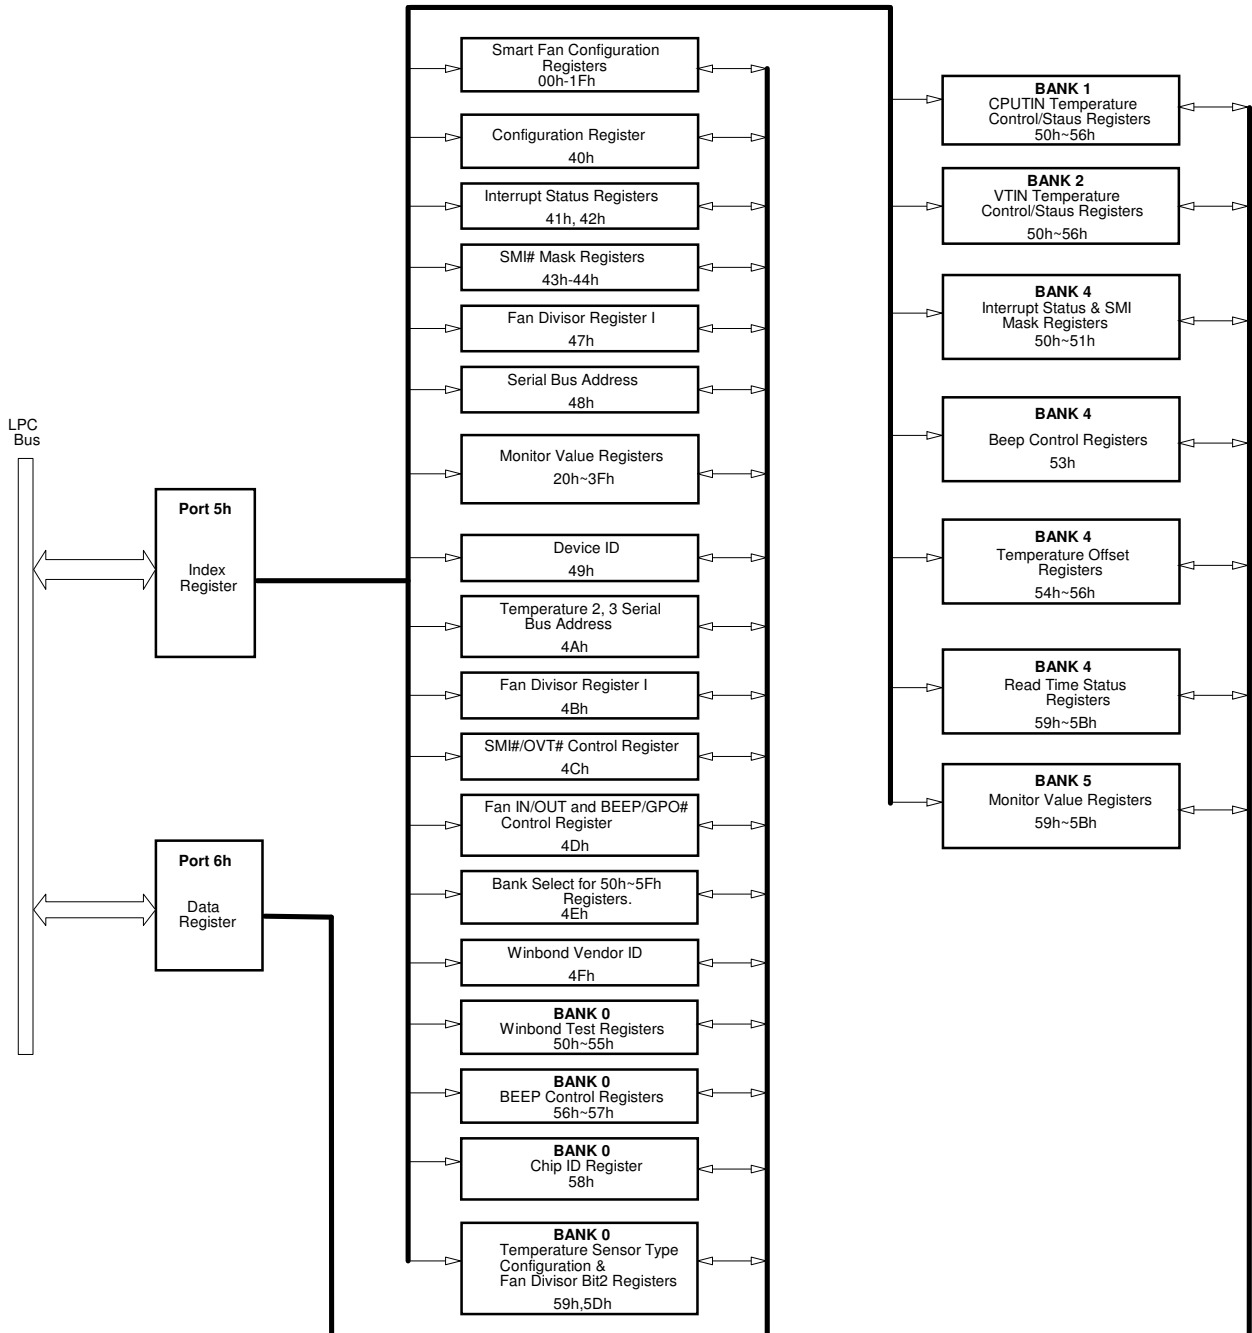 LPC
Bus
Port 5h
Index
Register
Port 6h
Data
Register
Smart Fan Configuration
Registers
00h-1Fh
Configuration Register
40h
Interrupt Status Registers
41h, 42h
SMI# Mask Registers
43h-44h
Fan Divisor Register I
47h
Serial Bus Address
48h
Monitor Value Registers
20h~3Fh
Device ID
49h
Temperature 2, 3 Serial
Bus Address
4Ah
Fan Divisor Register I
4Bh
SMI#/OVT# Control Register
4Ch
Fan IN/OUT and BEEP/GPO#
Control Register
4Dh
Bank Select for 50h~5Fh
Registers.
4Eh
Winbond Vendor ID
4Fh
BANK 0
Winbond Test Registers
50h~55h
BANK 0
BEEP Control Registers
56h~57h
BANK 0
Chip ID Register
58h
BANK 0
Temperature Sensor Type
Configuration &
Fan Divisor Bit2 Registers
59h,5Dh
BANK 1
CPUTIN Temperature
Control/Staus Registers
50h~56h
BANK 2
VTIN Temperature
Control/Staus Registers
50h~56h
BANK 4
Interrupt Status & SMI
Mask Registers
50h~51h
BANK 4
Beep Control Registers
53h
BANK 4
Temperature Offset
Registers
54h~56h
BANK 4
Read Time Status
Registers
59h~5Bh
BANK 5
Monitor Value Registers
59h~5Bh